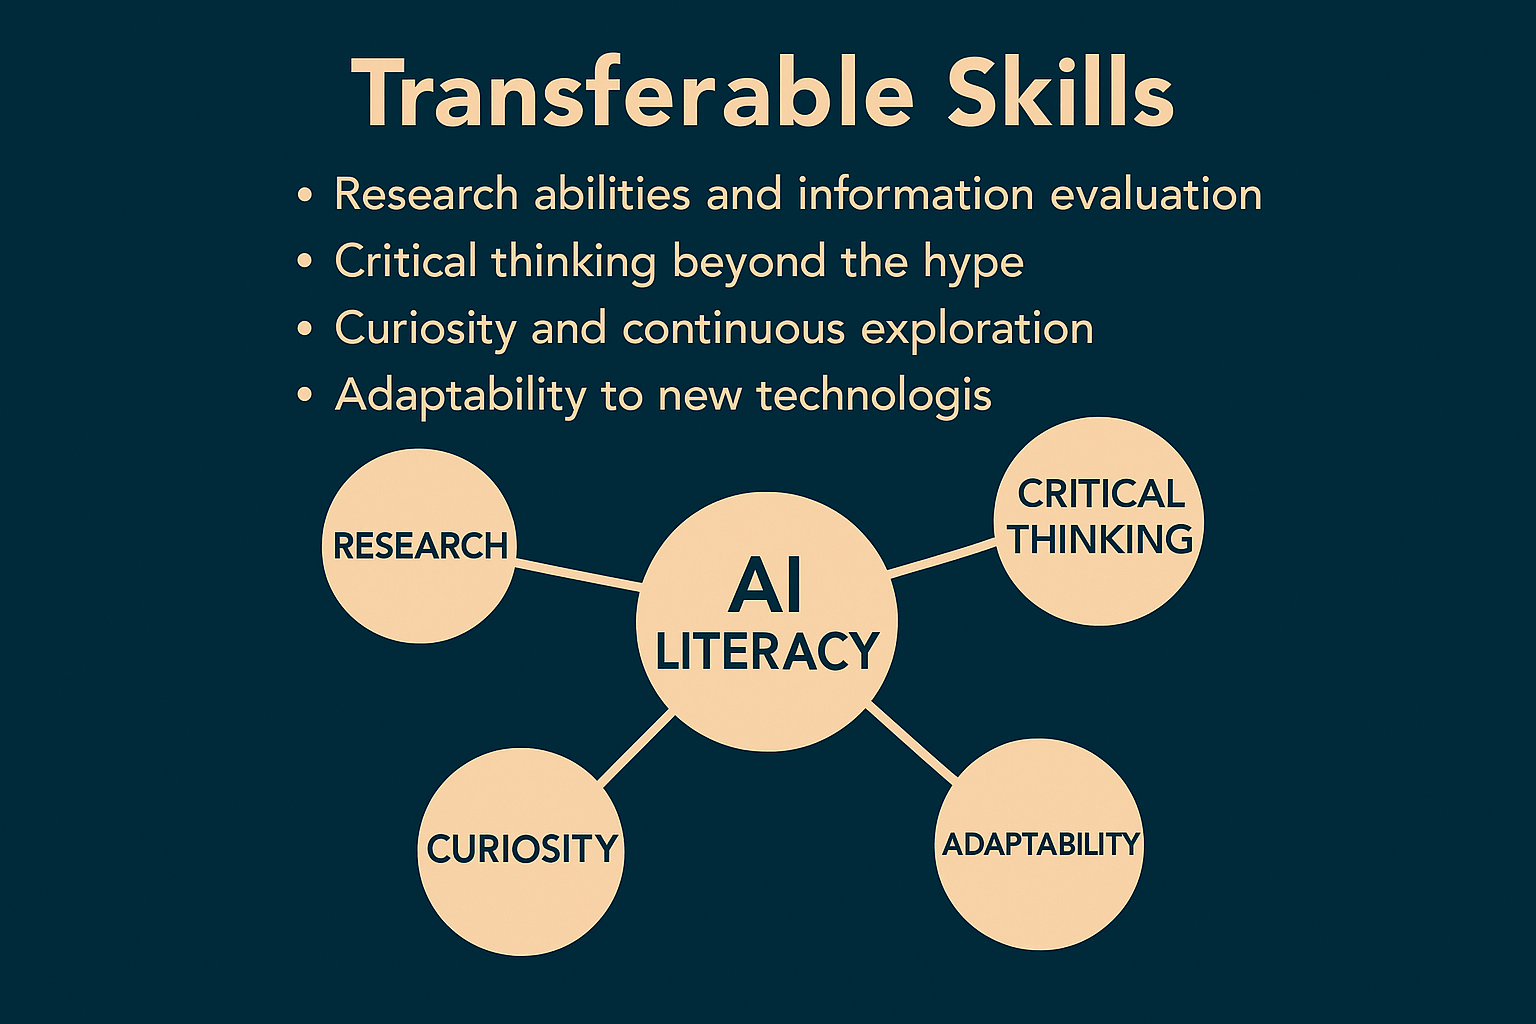 Transferable Skills
• Research abilities and information evaluation
• Critical thinking beyond the hype
• Curiosity and continuous exploration
• Adaptability to new technologis
RESEARCH
AI
LITERACY
CRITICAL
THINKING
CURIOSITY
ADAPTABILITY